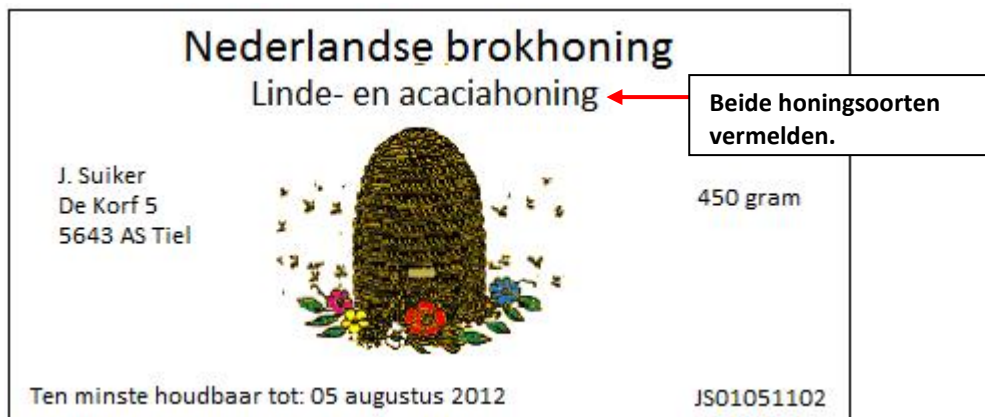 Nederlandse brokhoning
Linde- en acaciahoning
Beide honingsoorten
vermelden.
J. Suiker
De Korf 5
5643 AS Tiel
450 gram
Ten minste houdbaar tot: 05 augustus 2012
JS01051102